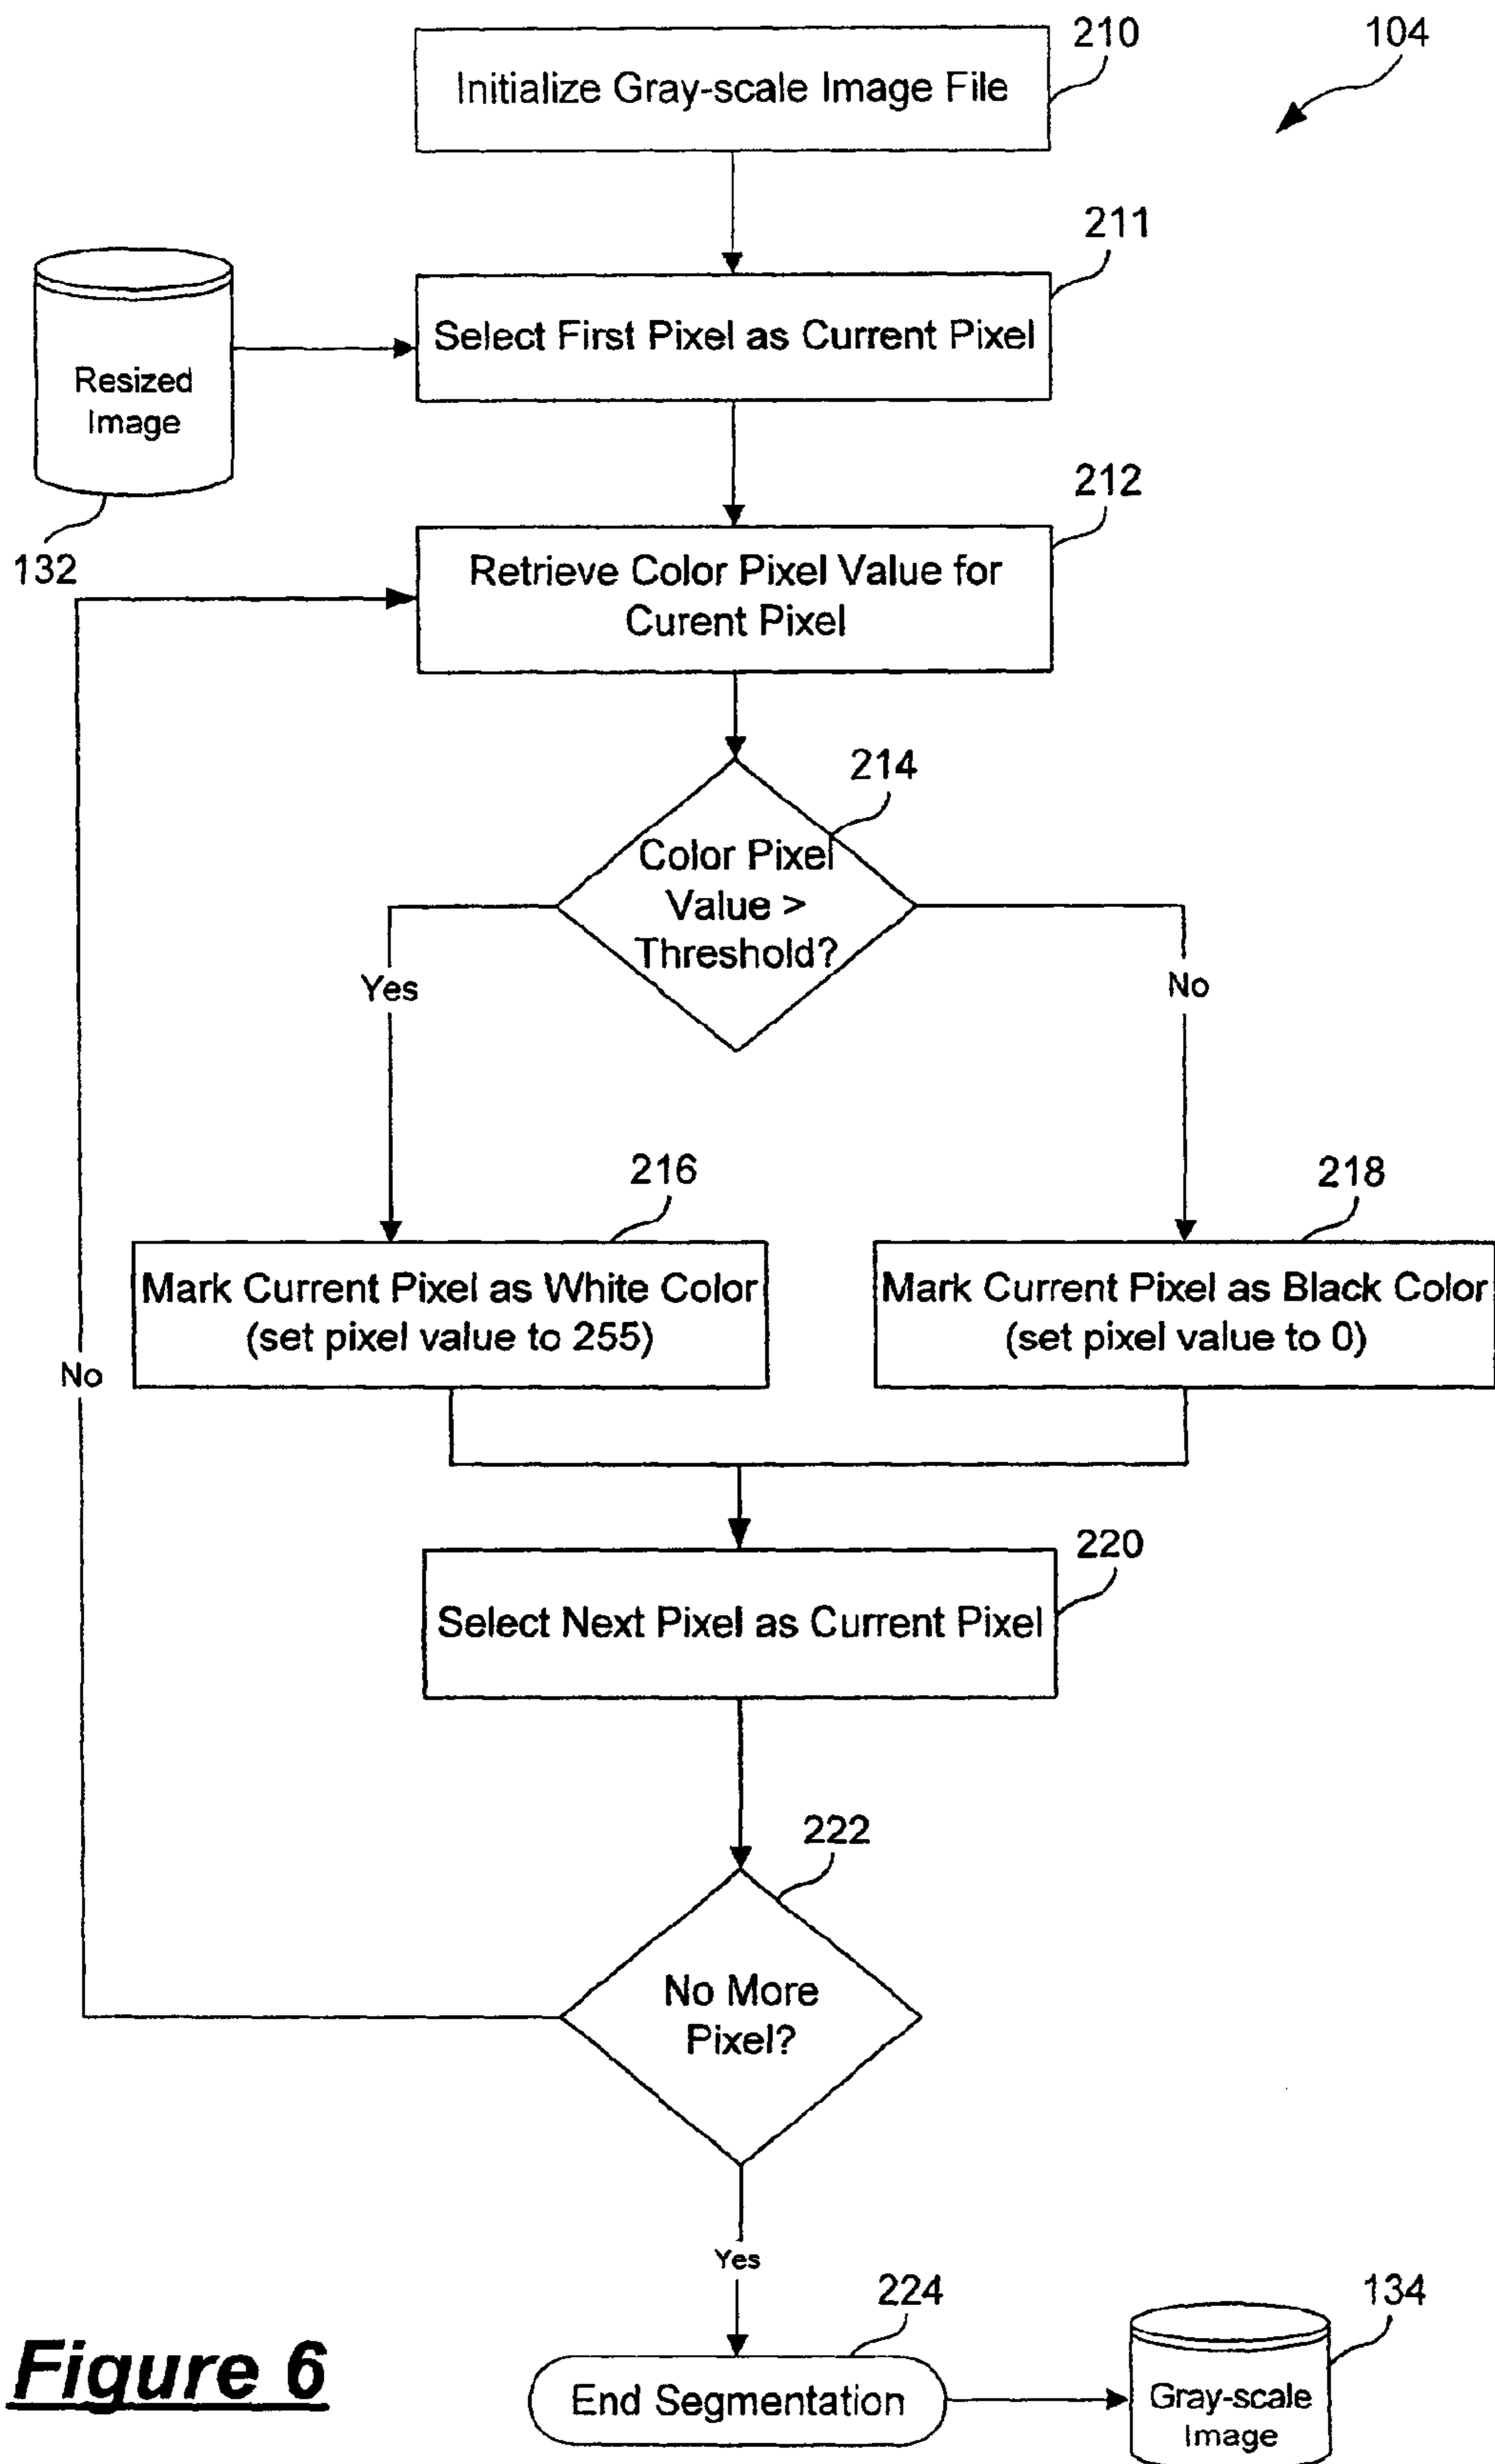 210
104
Initialize Gray-scale Image File
211
Select First Pixel as Current Pixel
Resized
Image
132
212
Retrieve Color Pixel Value for
Curent Pixel
214
Color Pixel
Value >
Threshold?
Yes
No
216
218
Mark Current Pixel as White Color
(set pixel value to 255)
Mark Current Pixel as Black Color
(set pixel value to 0)
No
220
Select Next Pixel as Current Pixel
222
No More
Pixel?
Yes
224
134
End Segmentation
Gray-scale
Image
Figure 6